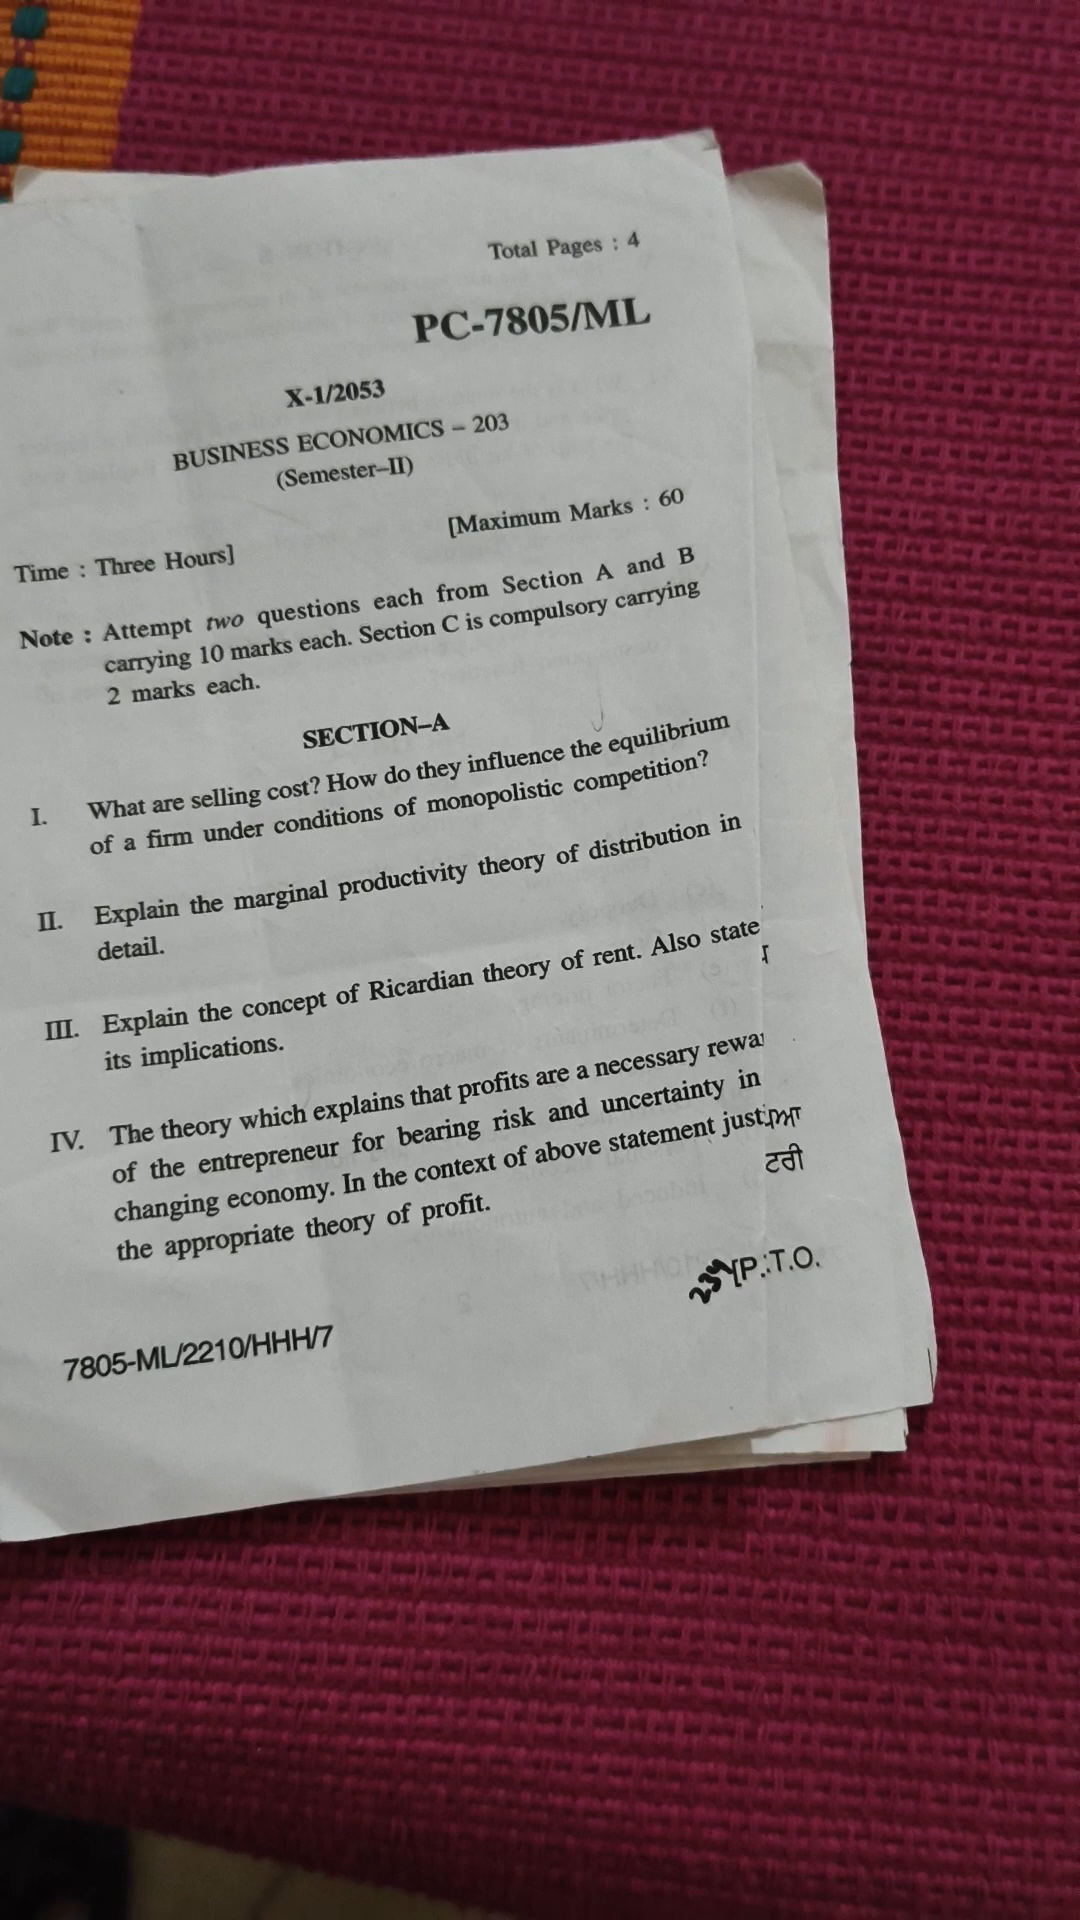 Total Pages : 4
PC-7805/ML
X-1/2053
BUSINESS ECONOMICS – 203
(Semester–II)
Time : Three Hours] [Maximum Marks : 60
Note : Attempt two questions each from Section A and B
carrying 10 marks each. Section C is compulsory carrying
2 marks each.
SECTION–A
I. What are selling cost? How do they influence the equilibrium
of a firm under conditions of monopolistic competition?
II. Explain the marginal productivity theory of distribution in
detail.
III. Explain the concept of Ricardian theory of rent. Also state
its implications.
IV. The theory which explains that profits are a necessary
of the entrepreneur for bearing risk and uncertainty in
changing economy. In the context of above statement
ਟਰੀ
the appropriate theory of profit.
7805-ML/2210/HHH/7 [P.T.O.